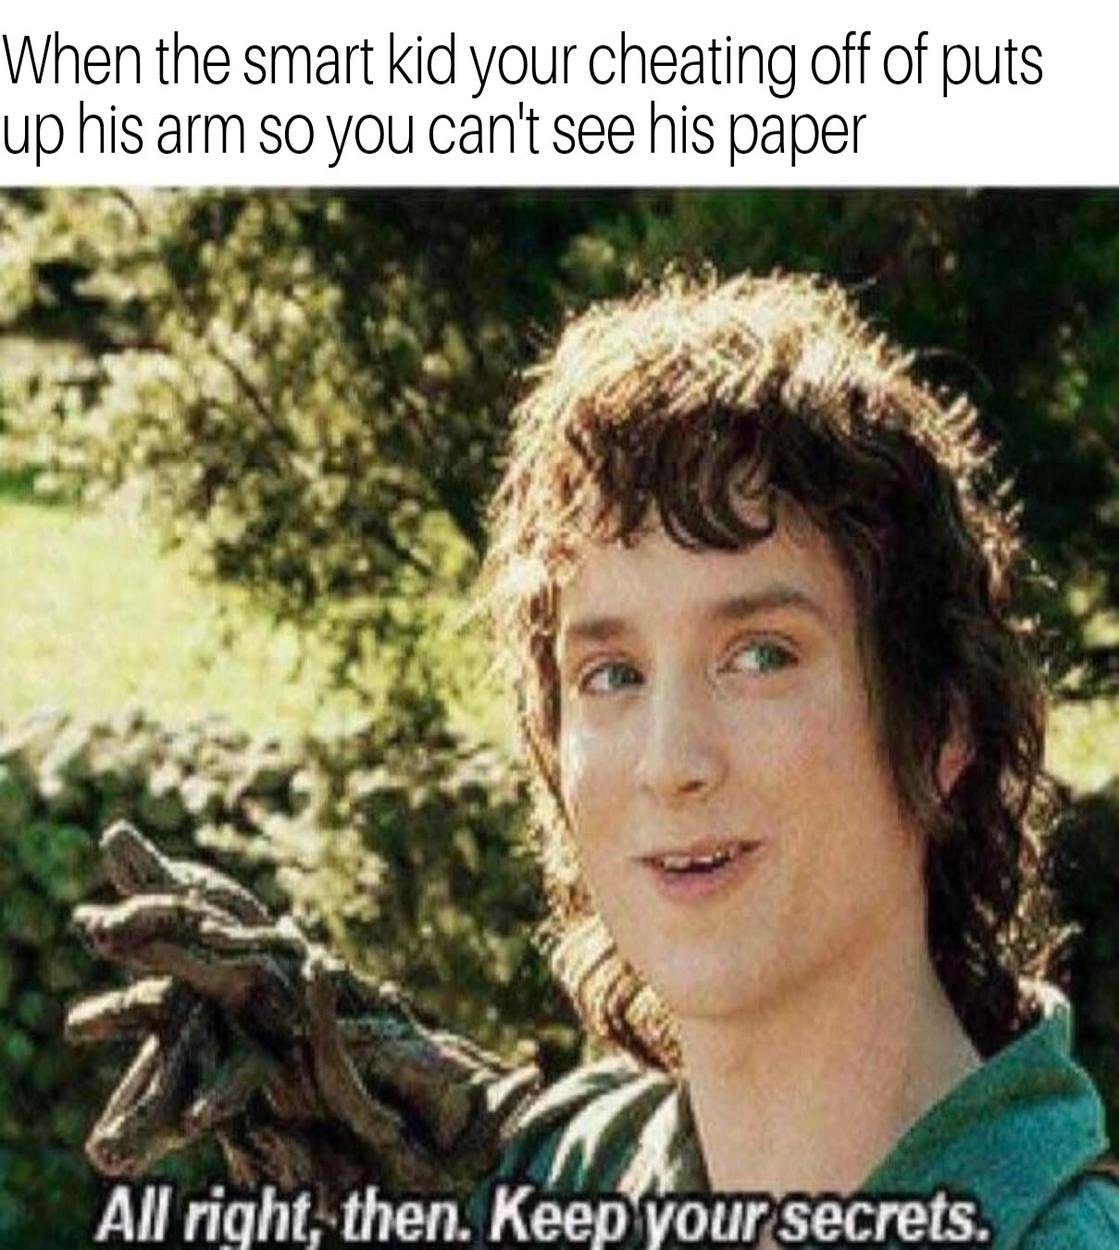 When the smart kid your cheating off of puts
up his arm so you can't see his paper
All right, then. Keep your secrets.